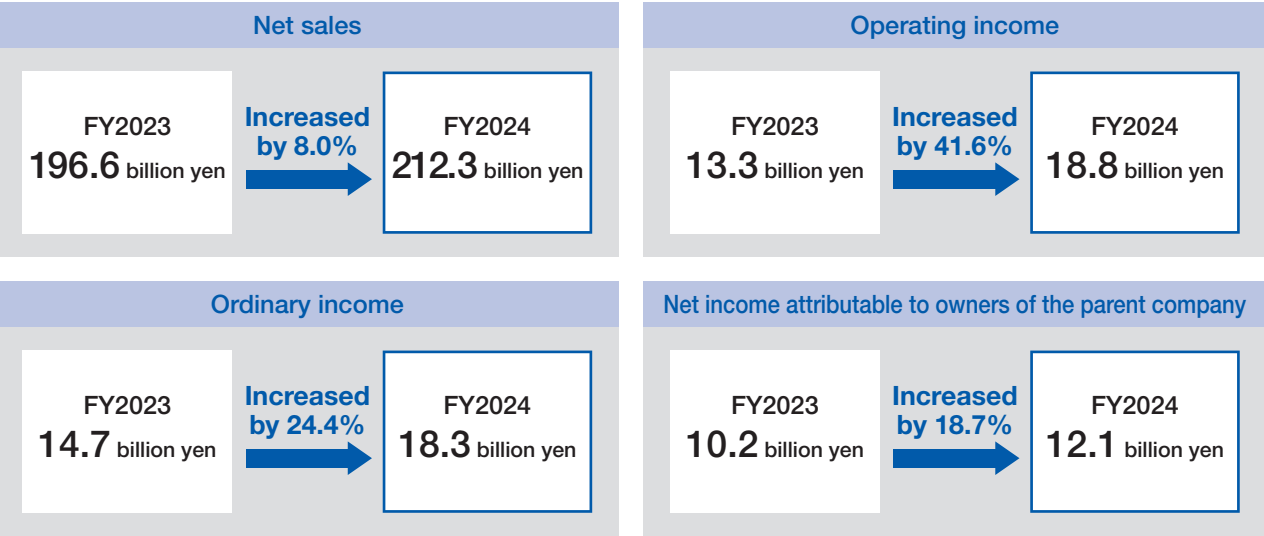 Net sales
FY2023
196.6 billion yen
Increased
by 8.0%
FY2024
212.3 billion yen
Operating income
FY2023
13.3 billion yen
Increased
by 41.6%
FY2024
18.8 billion yen
Ordinary income
FY2023
14.7 billion yen
Increased
by 24.4%
FY2024
18.3 billion yen
Net income attributable to owners of the parent company
FY2023
10.2 billion yen
Increased
by 18.7%
FY2024
12.1 billion yen